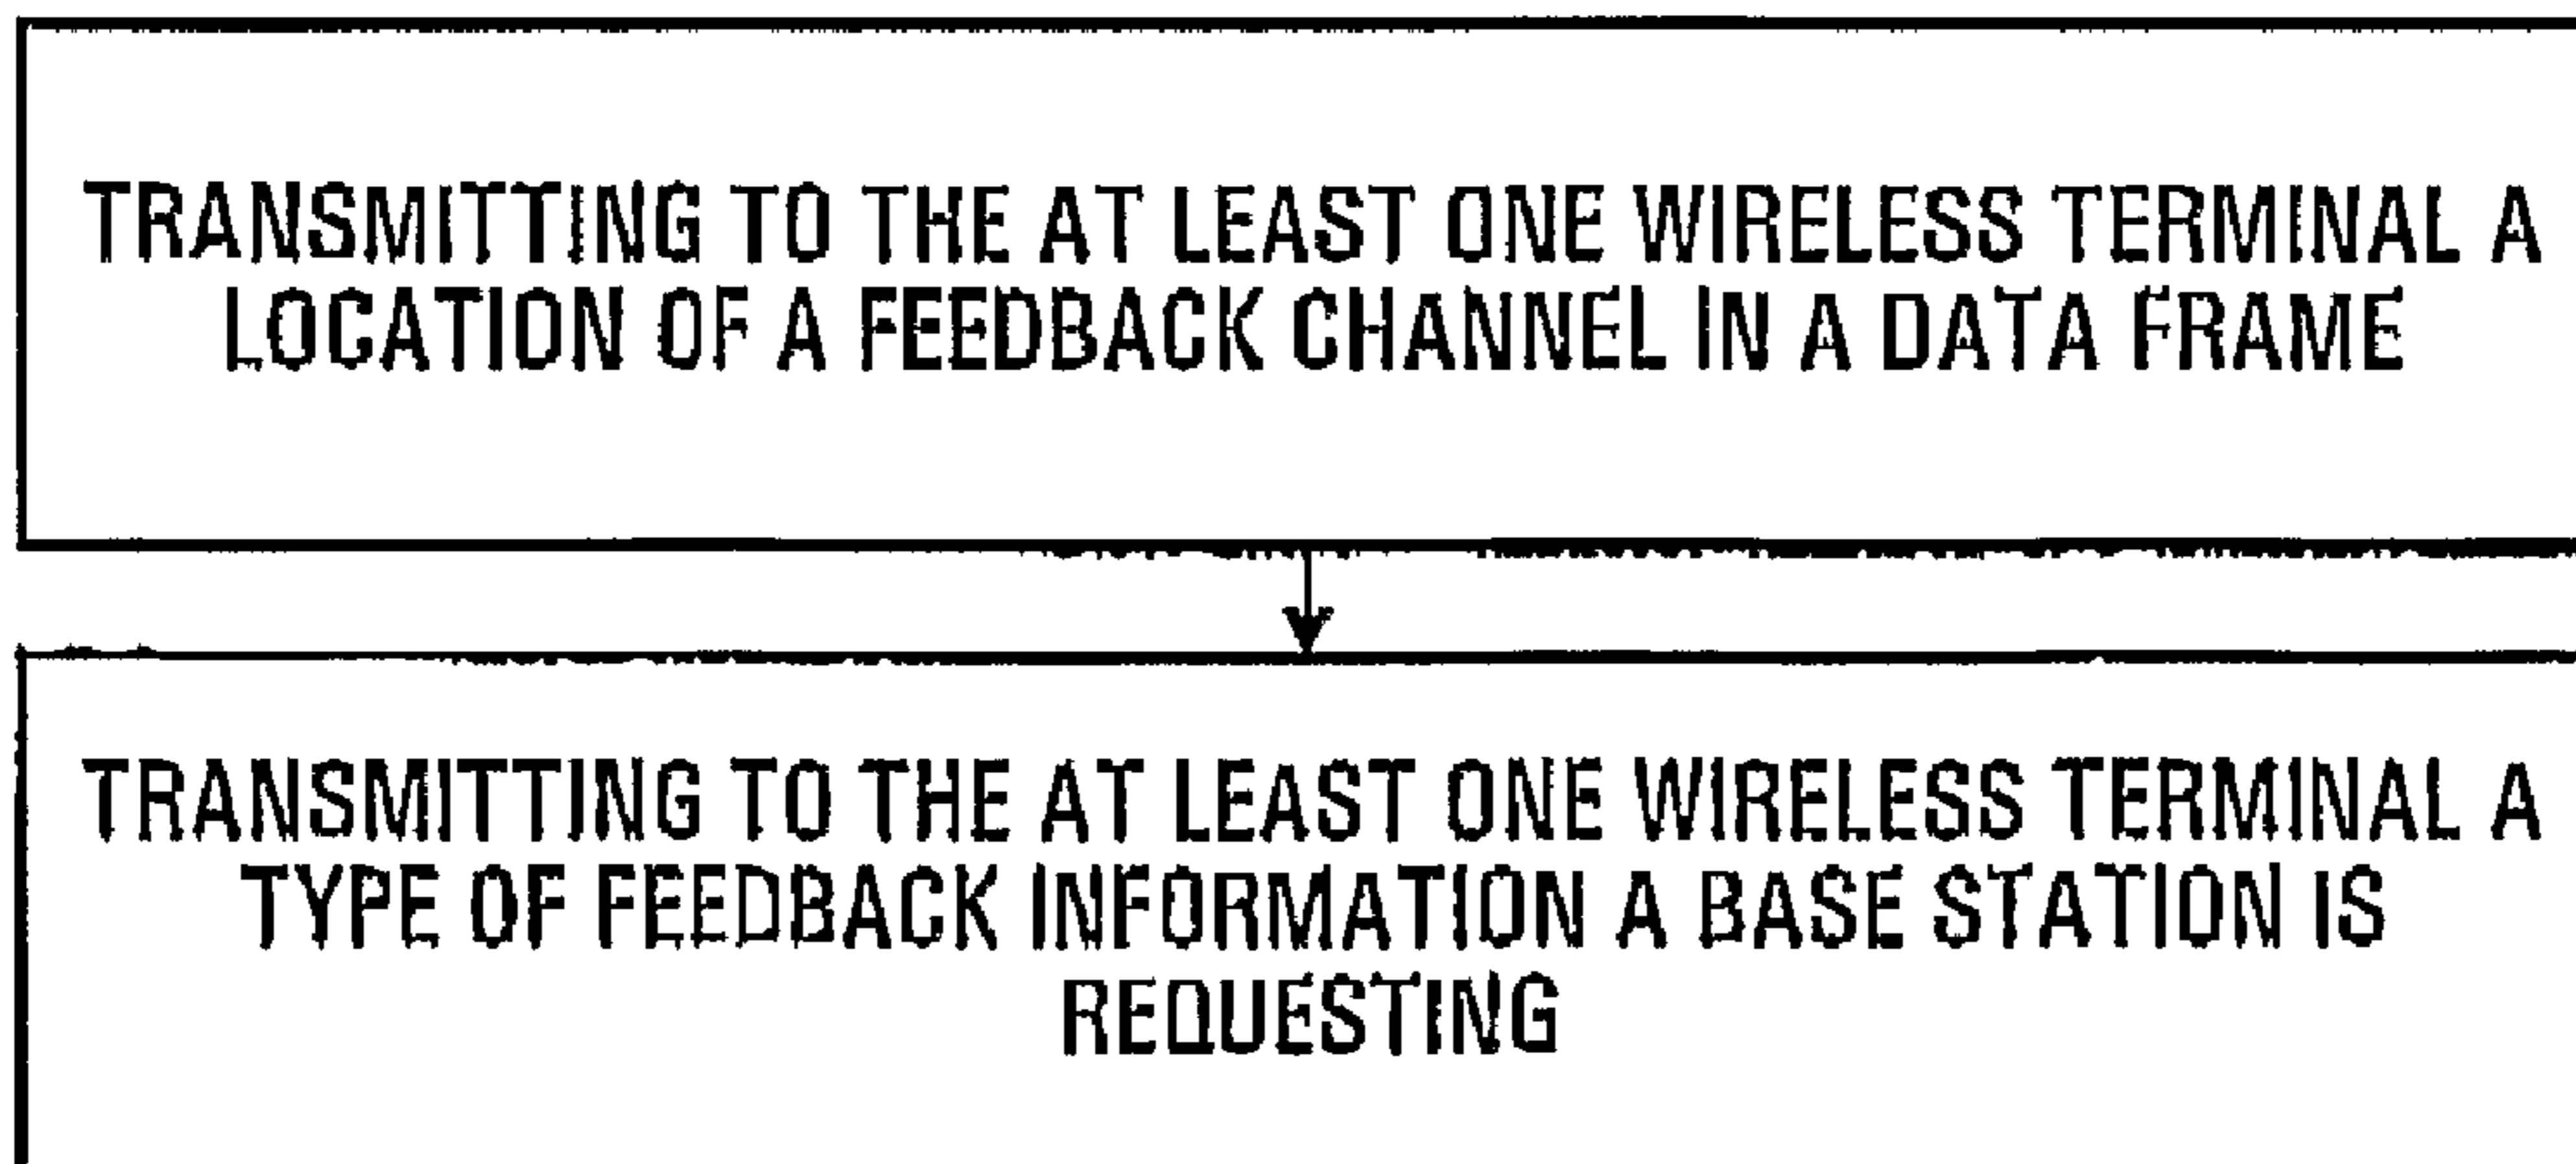 TRANSMITTING TO THE AT LEAST ONE WIRELESS TERMINAL A
LOCATION OF A FEEDBACK CHANNEL IN A DATA FRAME
TRANSMITTING TO THE AT LEAST ONE WIRELESS TERMINAL A
TYPE OF FEEDBACK INFORMATION A BASE STATION IS
REQUESTING